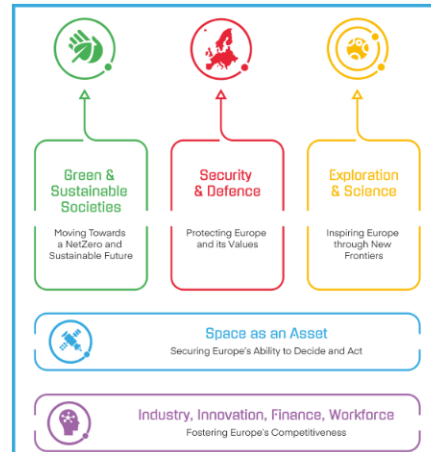 Green &
Sustainable
Societies
Moving Towards
a NetZero and
Sustainable Future
Security
& Defence
Protecting Europe
and its Values
Exploration
& Science
Inspiring Europe
through New
Frontiers
Space as an Asset
Securing Europe's Ability to Decide and Act
Industry, Innovation, Finance, Workforce
Fostering Europe's Competitiveness